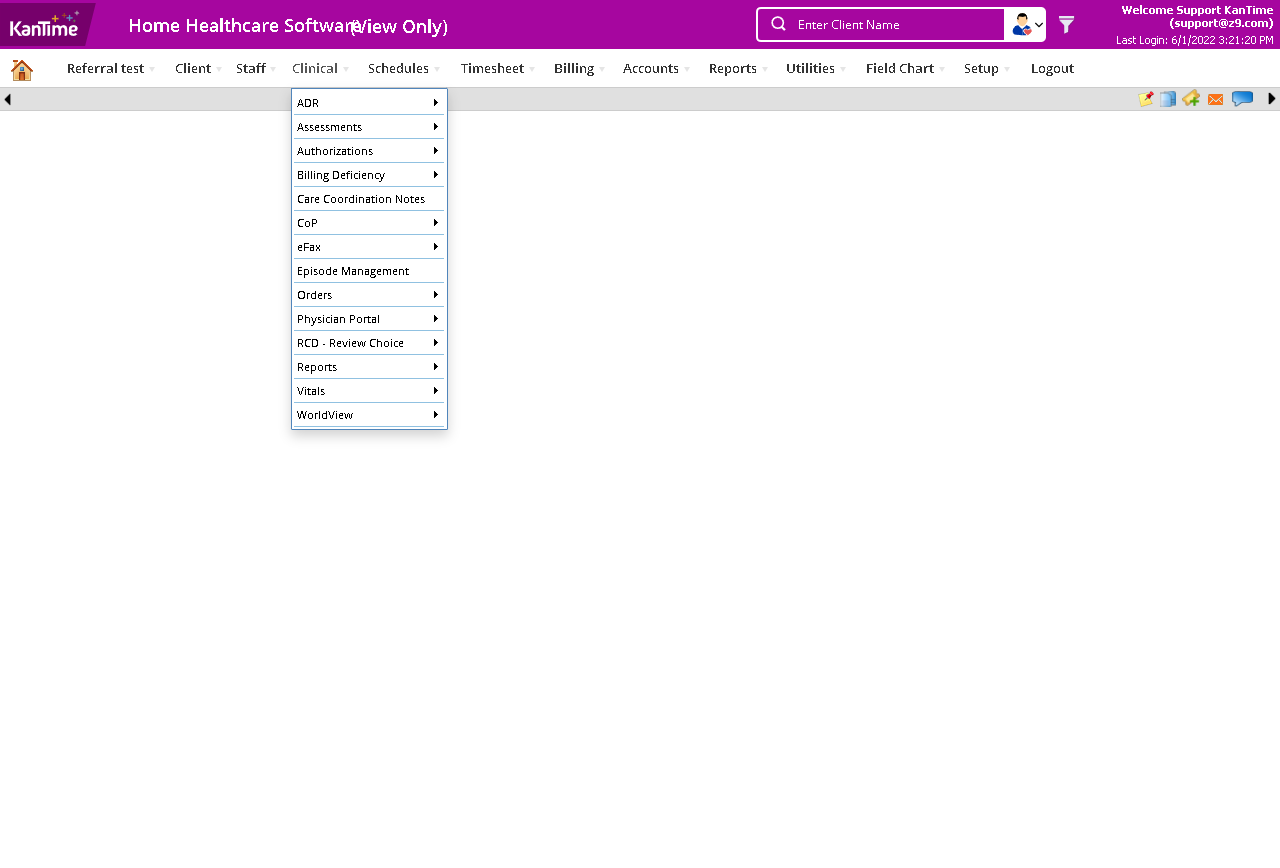 KanTime
Home Healthcare Software(View Only)
Enter Client Name
Welcome Support KanTime
(support@z9.com)
Last Login: 6/1/2022 3:21:20 PM
Referral test Client Staff Clinical Schedules Timesheet Billing Accounts Reports Utilities Field Chart Setup Logout
ADR
Assessments
Authorizations
Billing Deficiency
Care Coordination Notes
CoP
eFax
Episode Management
Orders
Physician Portal
RCD - Review Choice
Reports
Vitals
WorldView